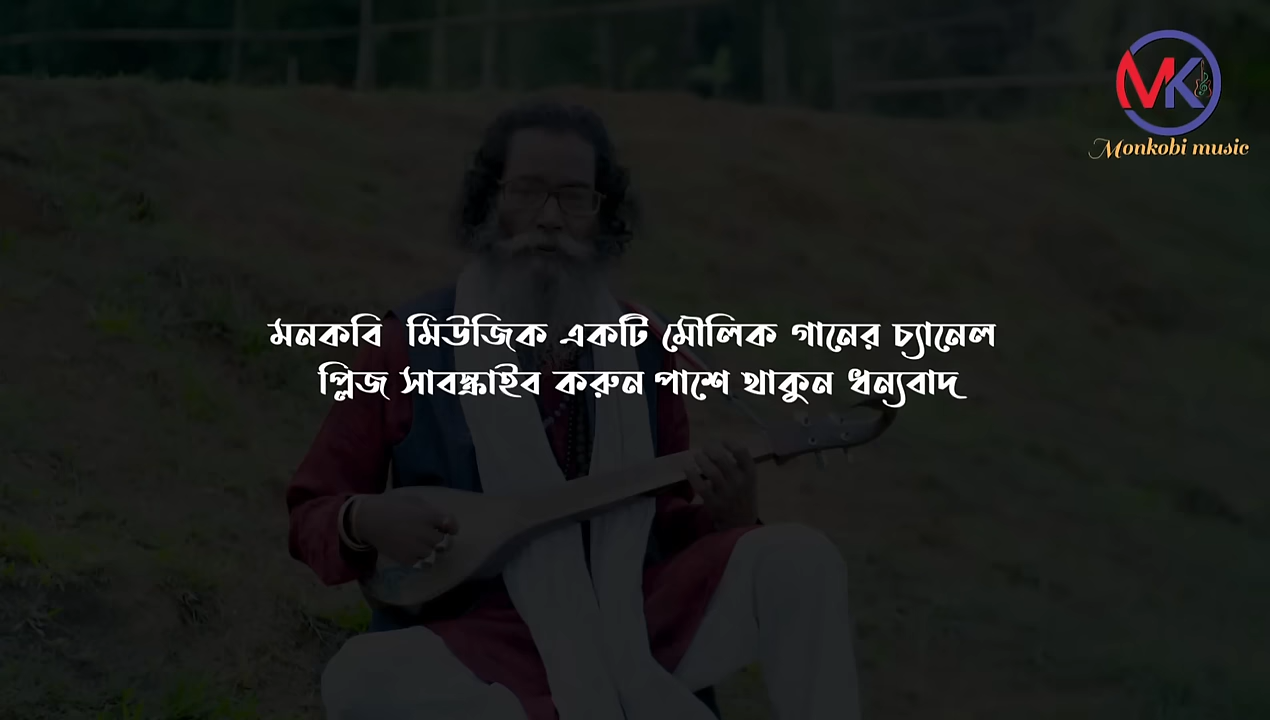 MK
Monkobi music
মনকবি মিউজিক একটি মৌলিক গানের চ্যানেল
প্লিজ সাবস্ক্রাইব করুন পাশে থাকুন ধন্যবাদ